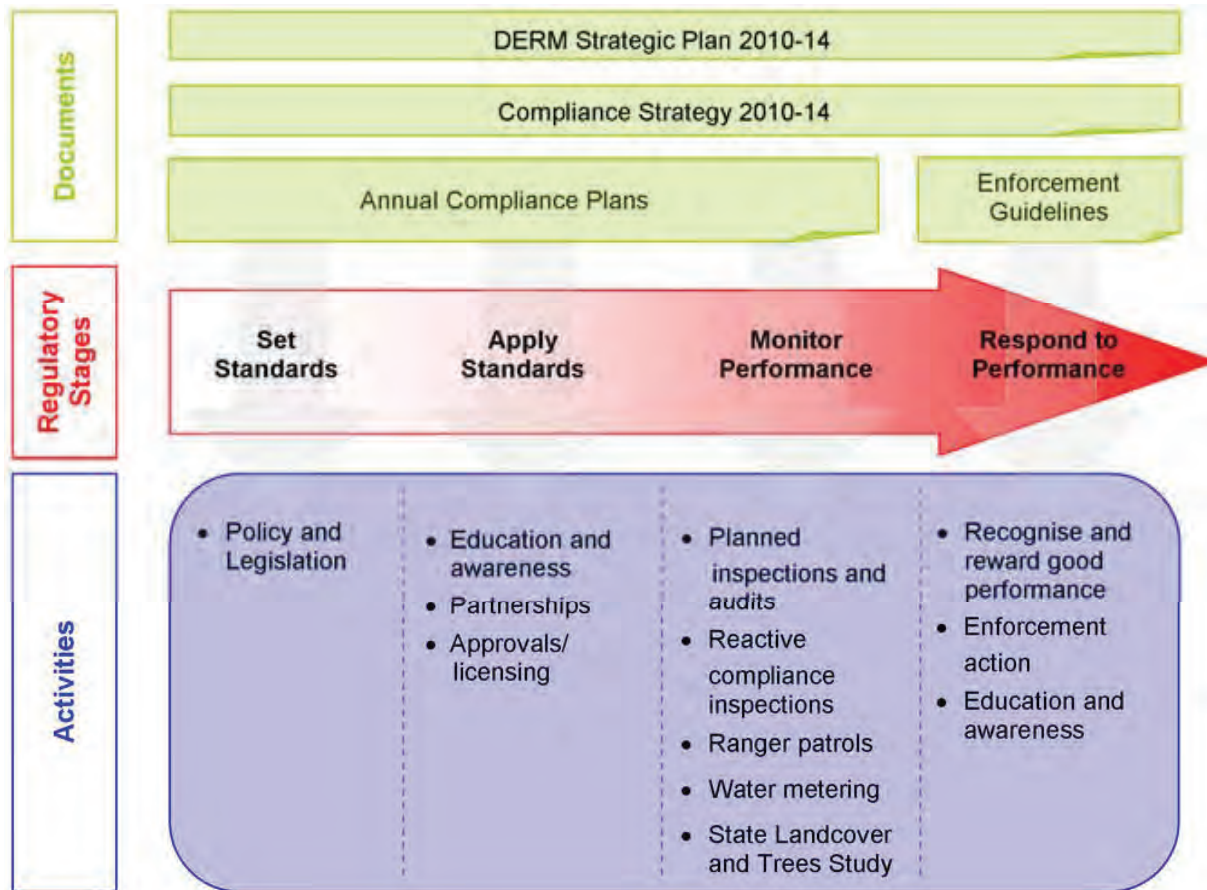 Documents
DERM Strategic Plan 2010-14
Compliance Strategy 2010-14
Annual Compliance Plans
Enforcement
Guidelines
Regulatory
Stages
Set
Standards
Apply
Standards
Monitor
Performance
Respond to
Performance
Activities
• Policy and
Legislation
• Education and
awareness
• Partnerships
• Approvals/
licensing
• Planned
inspections and
audits
• Reactive
compliance
inspections
• Ranger patrols
• Water metering
• State Landcover
and Trees Study
• Recognise and
reward good
performance
• Enforcement
action
• Education and
awareness